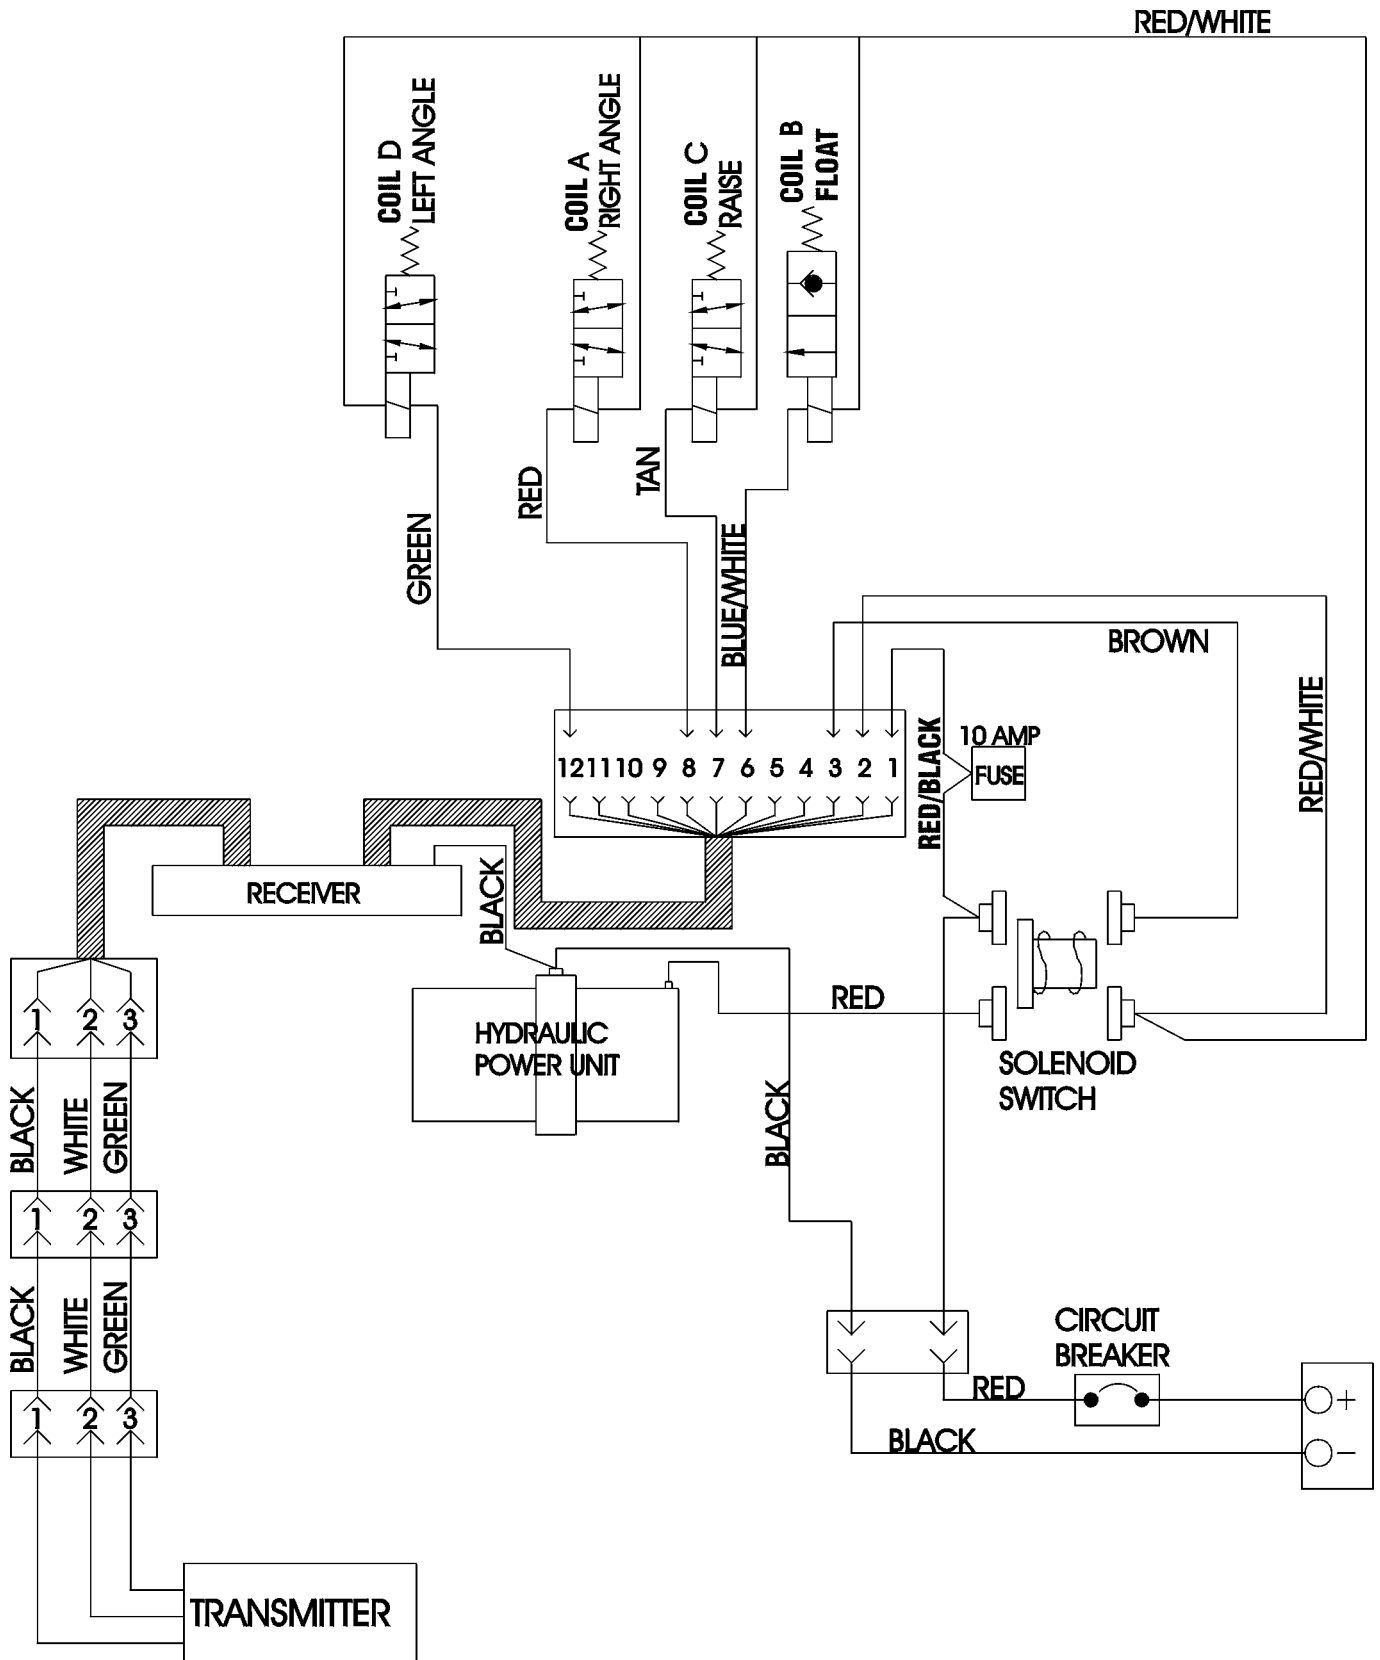 RED/WHITE
COIL D
LEFT ANGLE
COIL A
RIGHT ANGLE
COIL C
RAISE
COIL B
FLOAT
GREEN
RED
TAN
BLUE/WHITE
BROWN
RED/WHITE
RED/BLACK
10 AMP
FUSE
12 11 10 9 8 7 6 5 4 3 2 1
RECEIVER
BLACK
HYDRAULIC
POWER UNIT
RED
SOLENOID
SWITCH
BLACK
1 2 3
BLACK
WHITE
GREEN
1 2 3
BLACK
WHITE
GREEN
1 2 3
CIRCUIT
BREAKER
RED
BLACK
+
−
TRANSMITTER